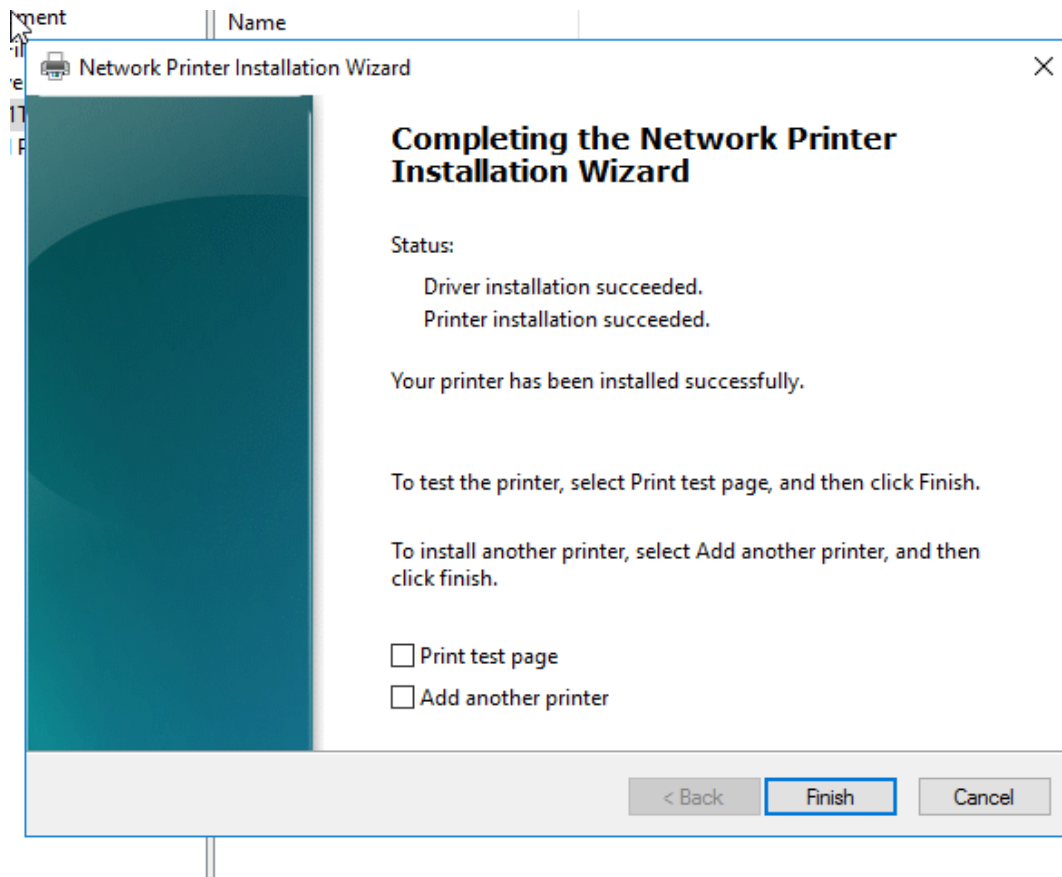 Name
Network Printer Installation Wizard
Completing the Network Printer
Installation Wizard
Status:
Driver installation succeeded.
Printer installation succeeded.
Your printer has been installed successfully.
To test the printer, select Print test page, and then click Finish.
To install another printer, select Add another printer, and then
click finish.
Print test page
Add another printer
< Back
Finish
Cancel